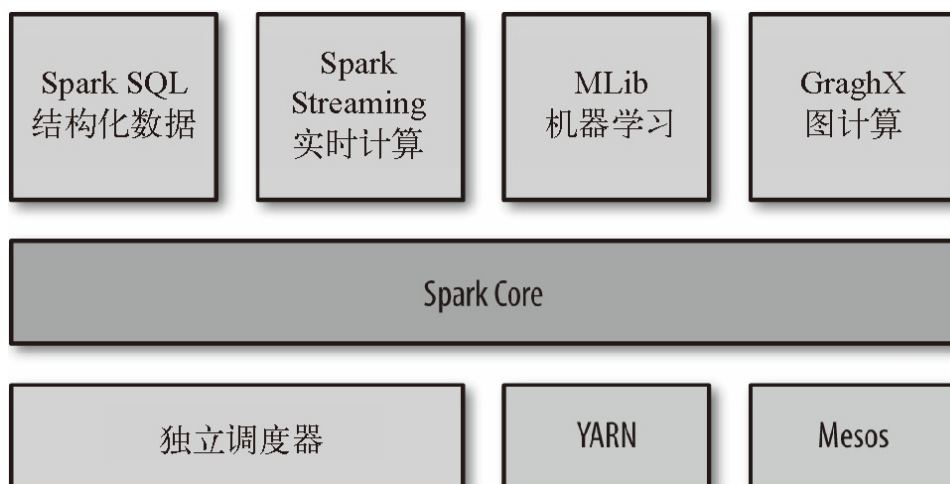 Spark SQL
结构化数据
Spark
Streaming
实时计算
MLib
机器学习
GraghX
图计算
Spark Core
独立调度器
YARN
Mesos